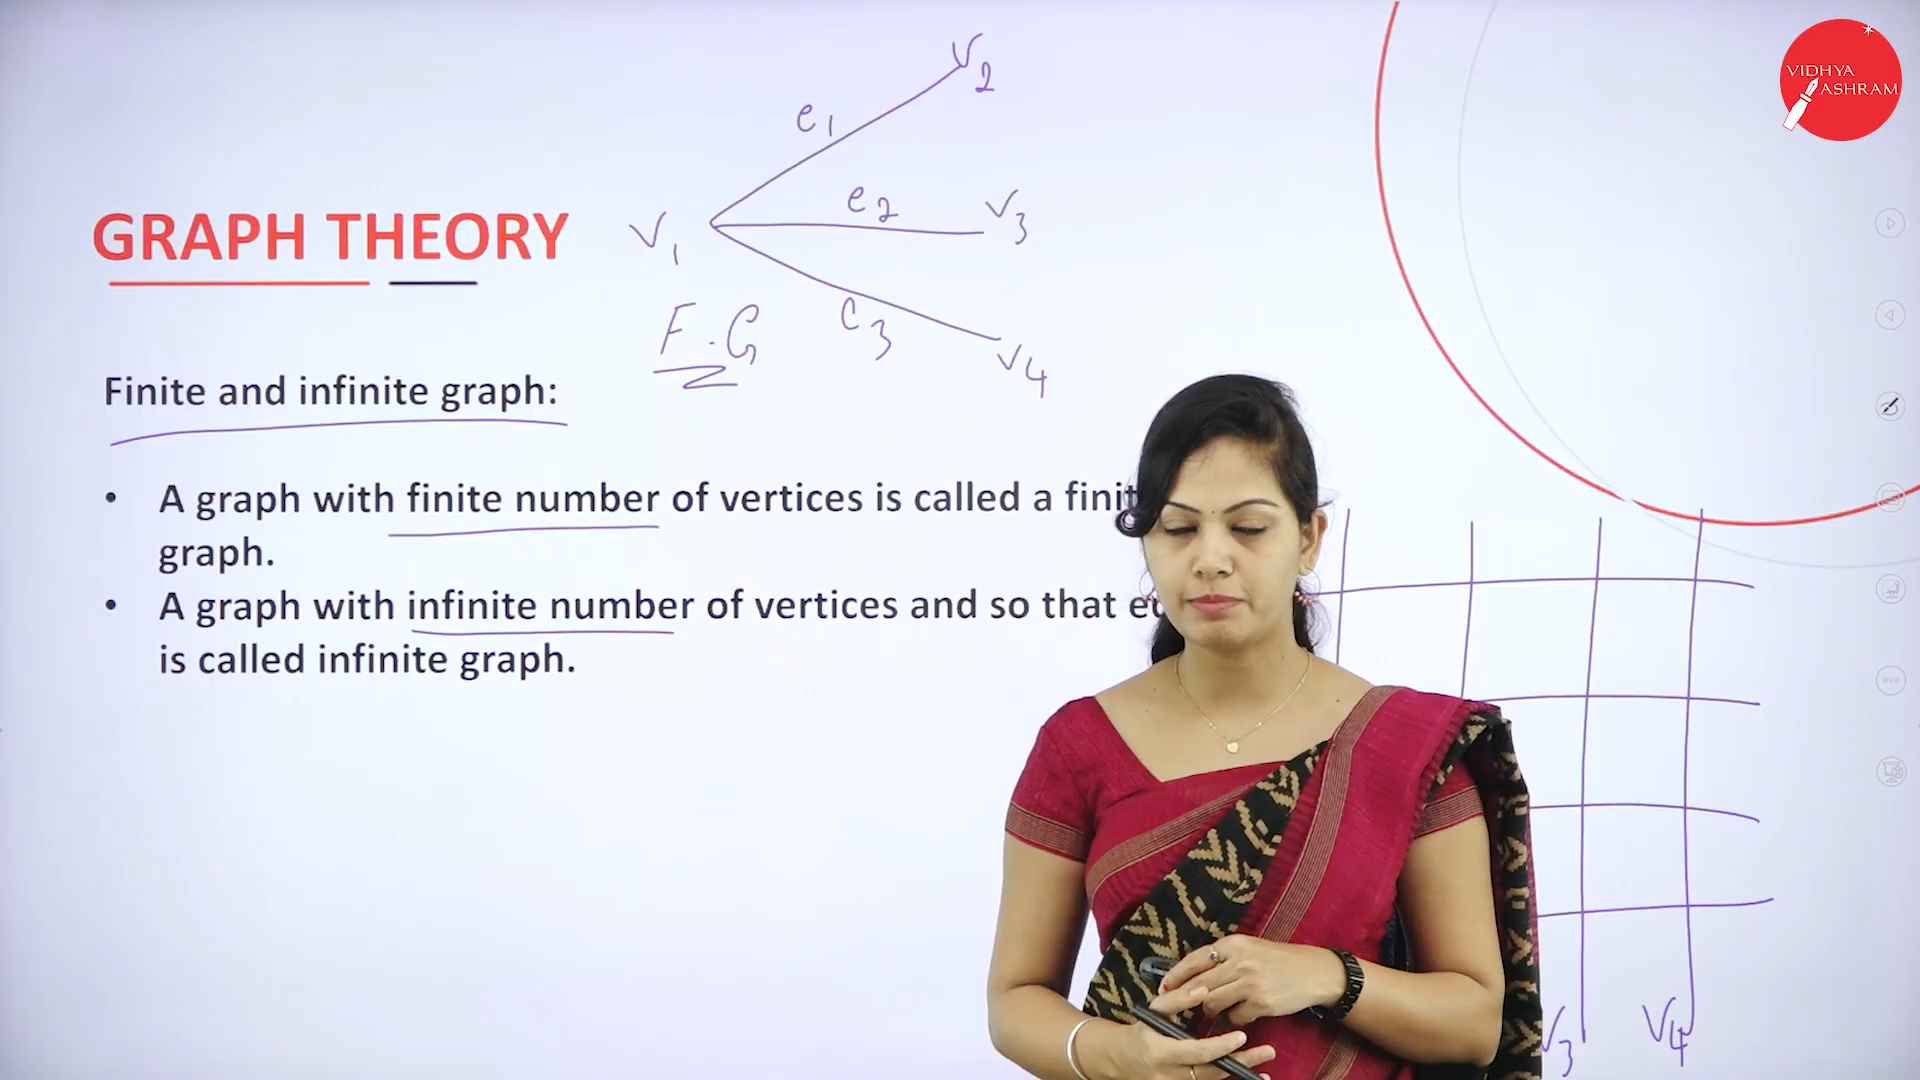 VIDHYA
ASHRAM
V2
e1
e2
V3
GRAPH THEORY
V1
e3
F.G
V4
Finite and infinite graph:
• A graph with finite number of vertices is called a
graph.
• A graph with infinite number of vertices and so that
is called infinite graph.
V3
V4